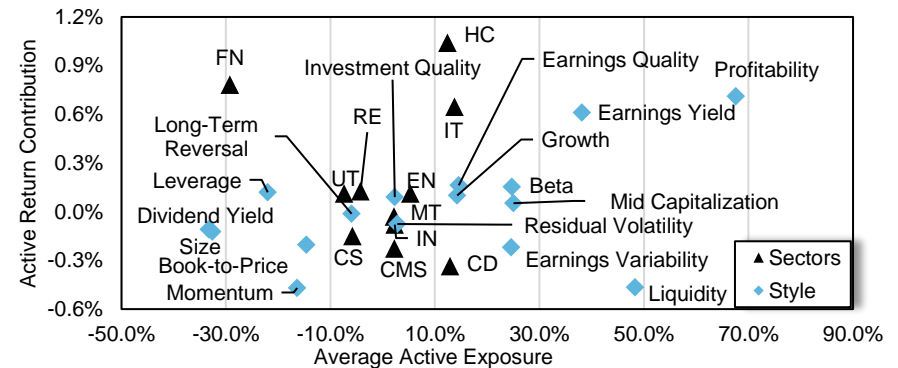 Active Return Contribution
1.2%
0.9%
0.6%
0.3%
0.0%
-0.3%
-0.6%
HC
FN
Investment Quality
Earnings Quality
Profitability
Long-Term
Reversal
RE
IT
Earnings Yield
Growth
Leverage
UT
EN
Beta
Mid Capitalization
Dividend Yield
MT
Residual Volatility
Size
IN
Book-to-Price
CS
CMS
CD
Earnings Variability
Momentum
Liquidity
Sectors
Style
-50.0%
-30.0%
-10.0%
10.0%
30.0%
50.0%
70.0%
90.0%
Average Active Exposure